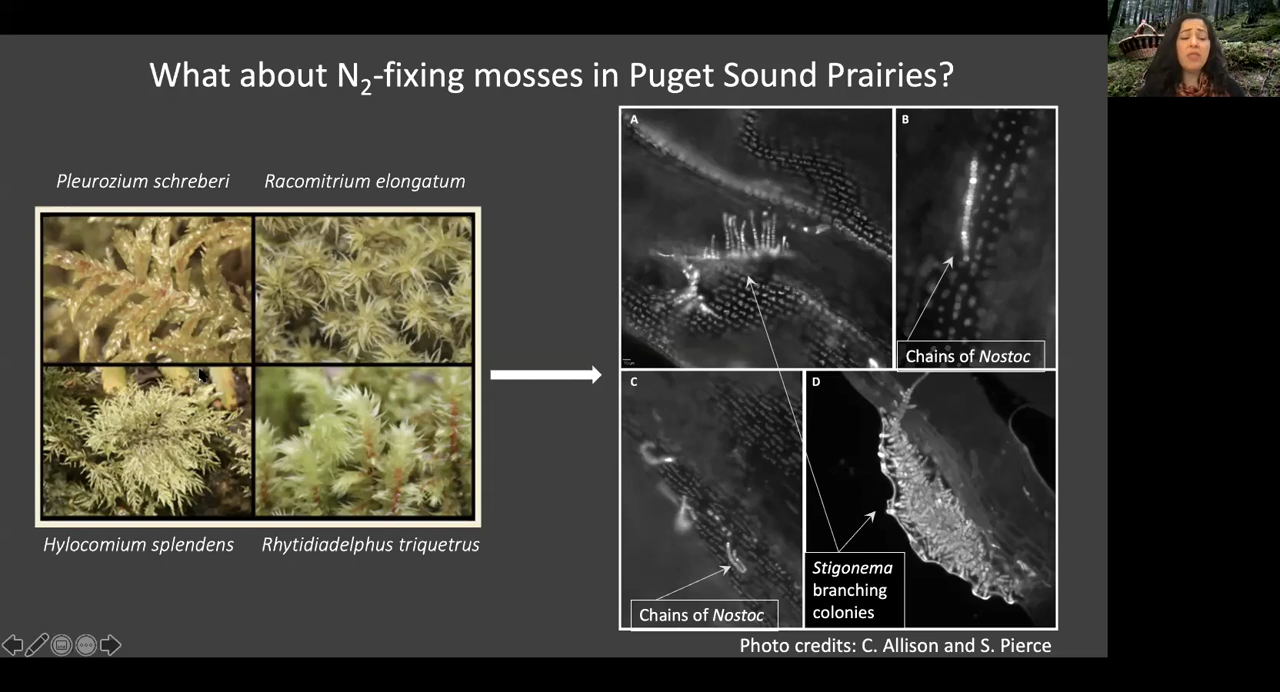 What about N₂-fixing mosses in Puget Sound Prairies?
Pleurozium schreberi
Racomitrium elongatum
Hylocomium splendens
Rhytidiadelphus triquetrus
A
B
Chains of Nostoc
C
D
Chains of Nostoc
Stigonema
branching
colonies
Photo credits: C. Allison and S. Pierce